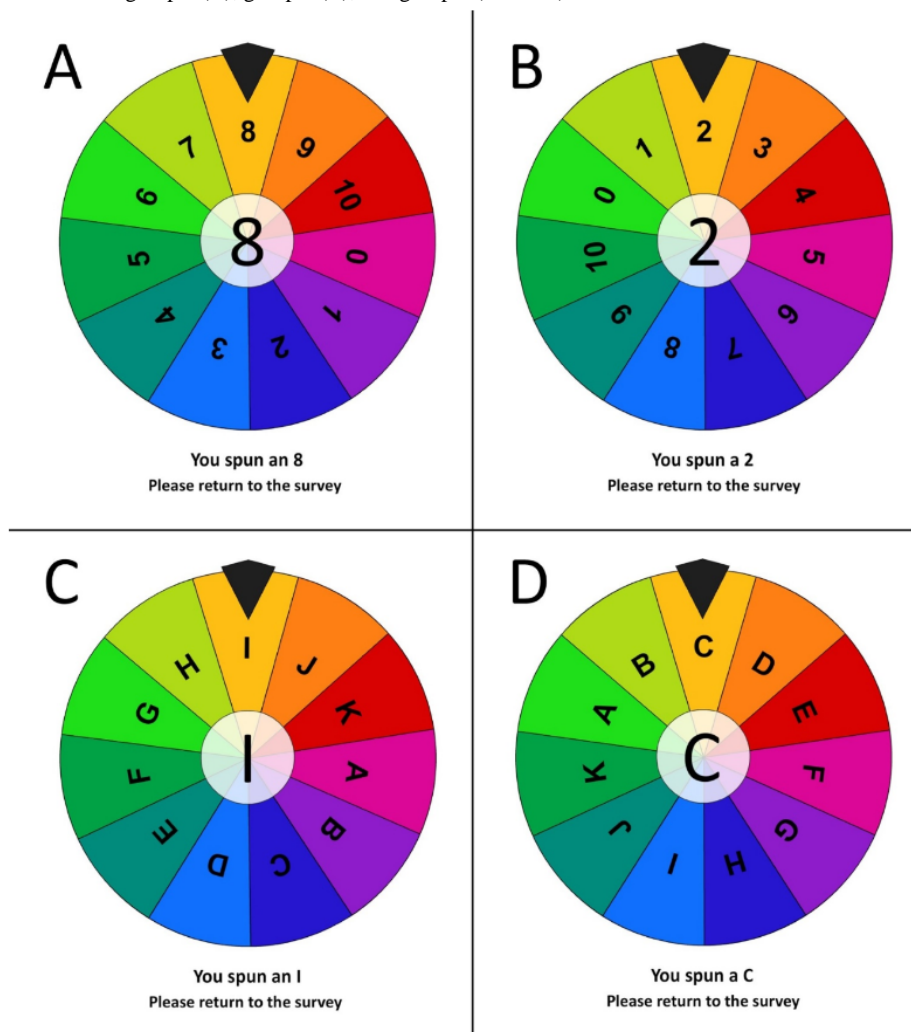 A
8
9
10
0
1
2
3
4
5
6
7
8
You spun an 8
Please return to the survey
B
2
3
4
5
6
7
8
9
10
0
1
2
You spun a 2
Please return to the survey
C
I
J
K
A
B
C
D
E
F
G
H
I
You spun an I
Please return to the survey
D
C
D
E
F
G
H
I
J
K
A
B
C
You spun a C
Please return to the survey